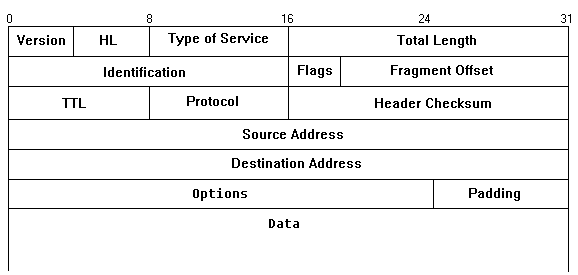 0 8 16 24 31
Version HL Type of Service Total Length
Identification Flags Fragment Offset
TTL Protocol Header Checksum
Source Address
Destination Address
Options Padding
Data